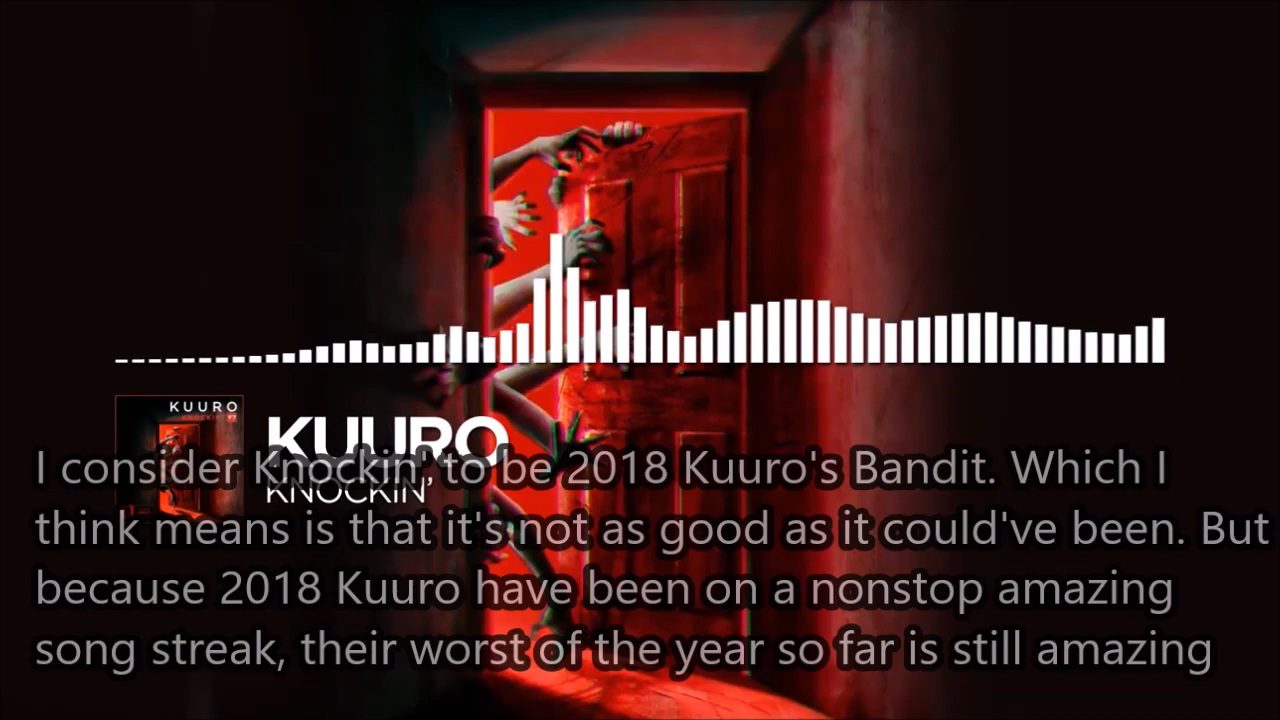 KUURO
KNOCKIN'
KUURO
KNOCKIN'
I consider Knockin' to be 2018 Kuuro's Bandit. Which I
think means is that it's not as good as it could've been. But
because 2018 Kuuro have been on a nonstop amazing
song streak, their worst of the year so far is still amazing